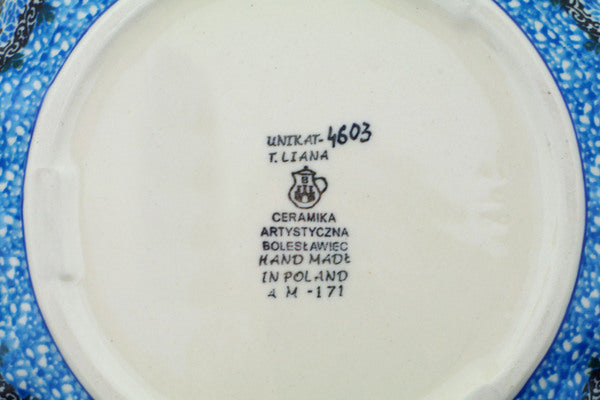 UNIKAT-4603
T. LIANA
B
CERAMIKA
ARTYSTYCZNA
BOLESŁAWIEC
HAND MADE
IN POLAND
A M -171